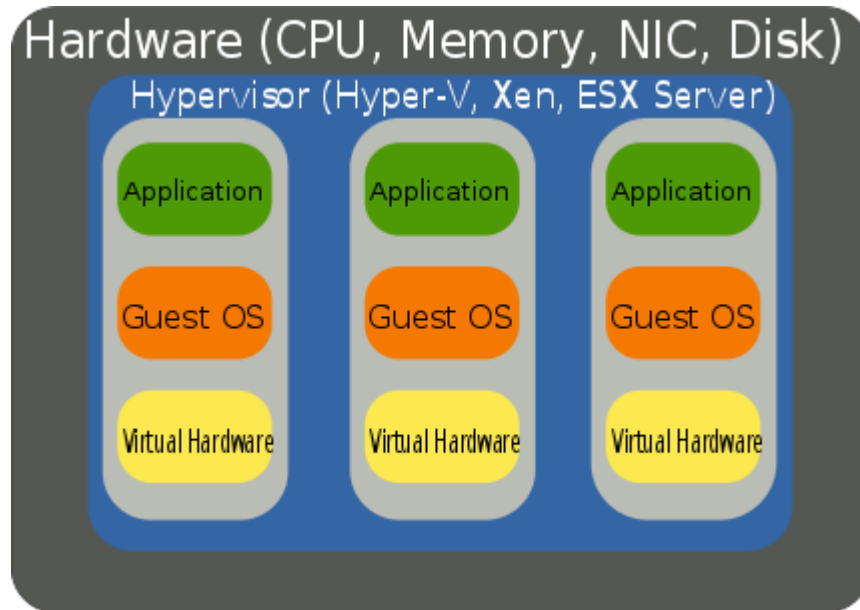 Hardware (CPU, Memory, NIC, Disk)
Hypervisor (Hyper-V, Xen, ESX Server)
Application
Application
Application
Guest OS
Guest OS
Guest OS
Virtual Hardware
Virtual Hardware
Virtual Hardware